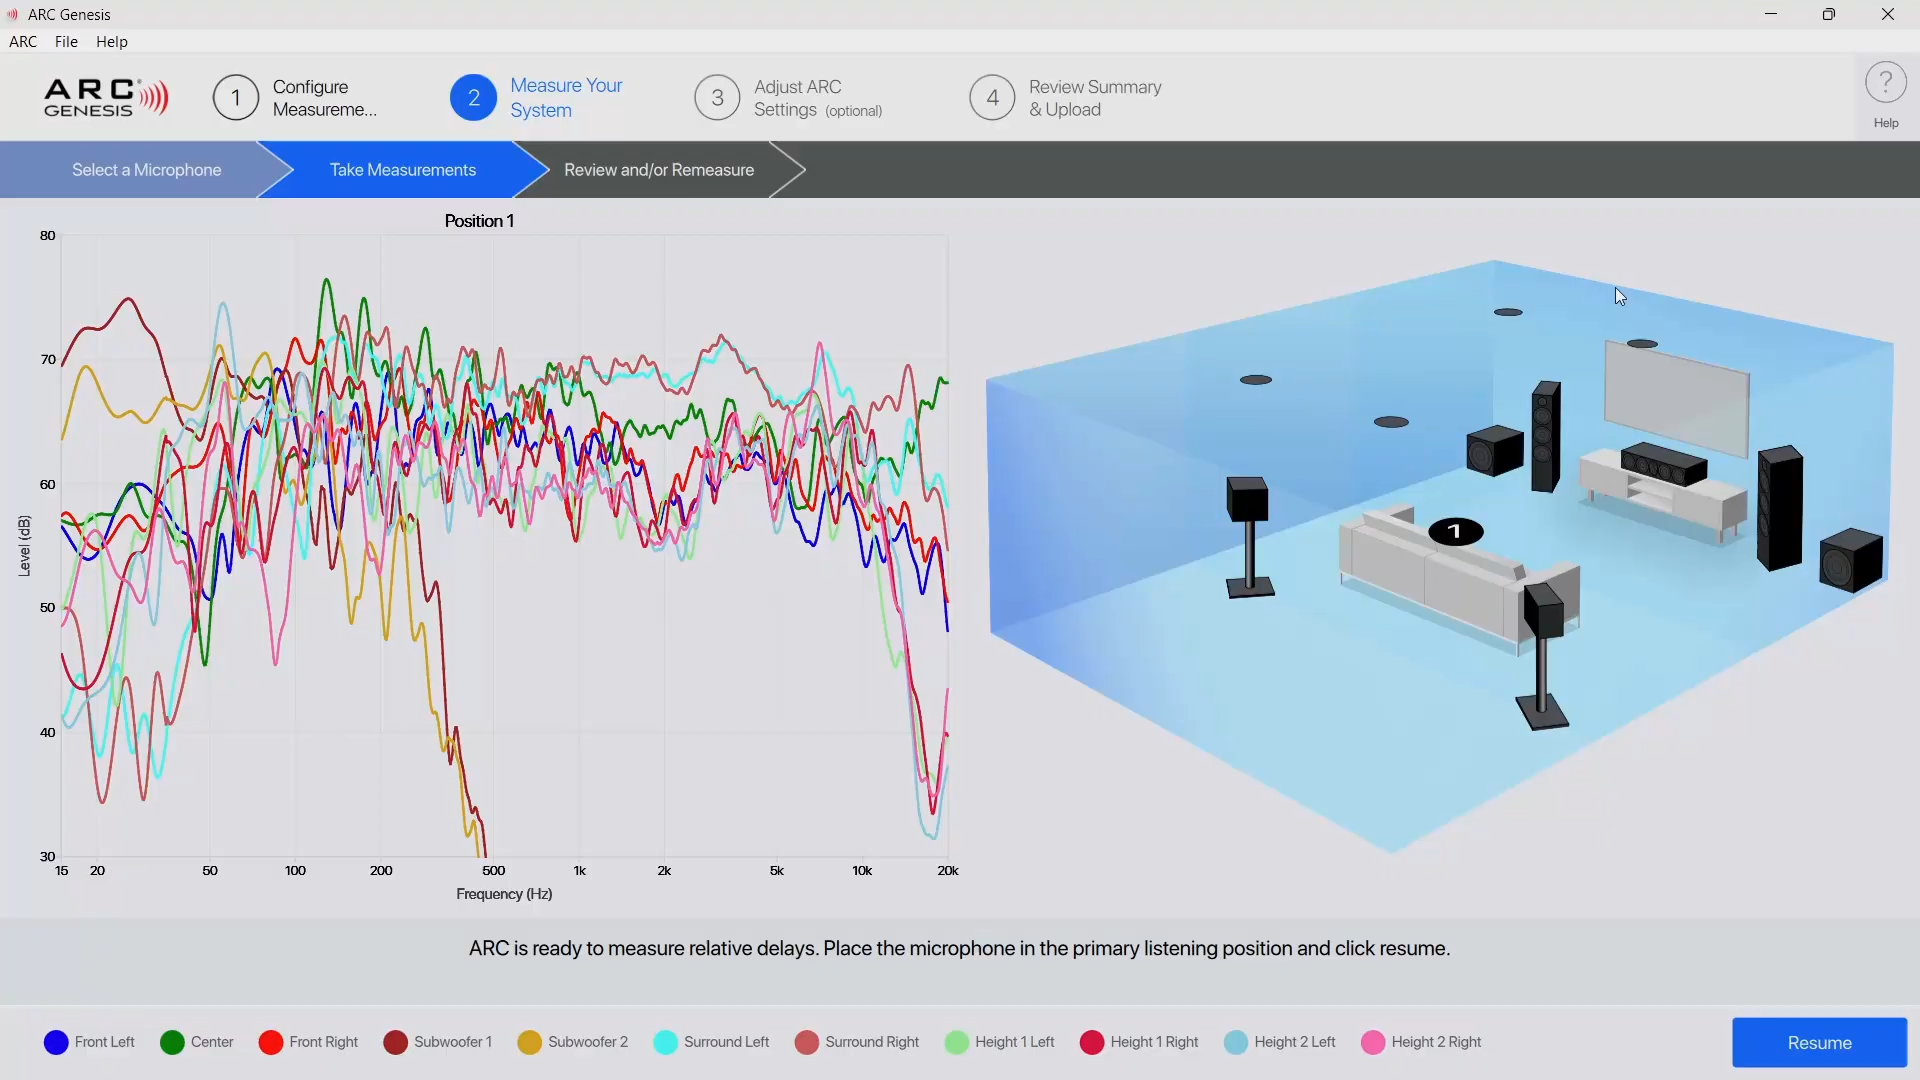 ARC Genesis
ARC File Help
ARC
GENESIS
1
Configure
Measureme...
2
Measure Your
System
3
Adjust ARC
Settings (optional)
4
Review Summary
& Upload
?
Help
Select a Microphone
Take Measurements
Review and/or Remeasure
Position 1
80
70
60
50
40
30
Level (dB)
15 20 50 100 200 500 1k 2k 5k 10k 20k
Frequency (Hz)
1
ARC is ready to measure relative delays. Place the microphone in the primary listening position and click resume.
Front Left Center Front Right Subwoofer 1 Subwoofer 2 Surround Left Surround Right Height 1 Left Height 1 Right Height 2 Left Height 2 Right
Resume